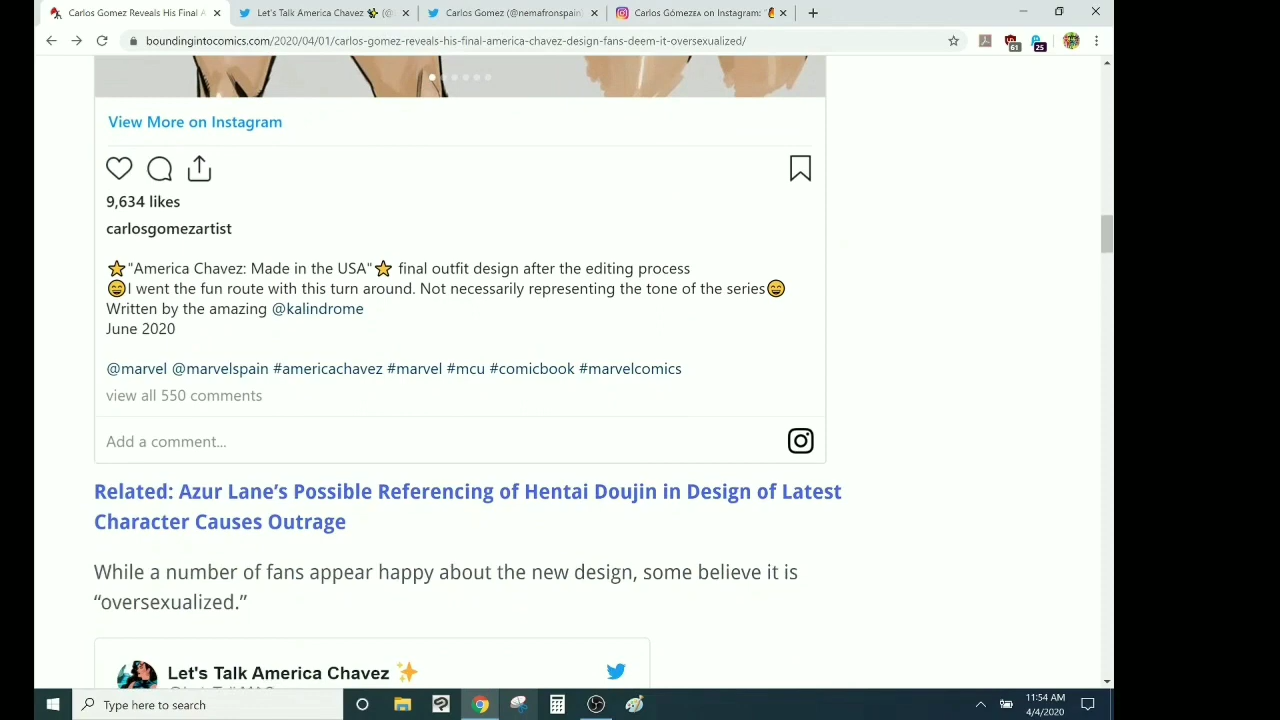 Carlos Gomez Reveals His Final A
Let's Talk America Chavez ✨ (@
Carlos Gomez (@nemafronspain
Carlos Gómez on Instagram: "
boundingintocomics.com/2020/04/01/carlos-gomez-reveals-his-final-america-chavez-design-fans-deem-it-oversexualized/
61
25
View More on Instagram
9,634 likes
carlosgomezartist
⭐"America Chavez: Made in the USA"⭐ final outfit design after the editing process
😅I went the fun route with this turn around. Not necessarily representing the tone of the series😅
Written by the amazing @kalindrome
June 2020
@marvel @marvelspain #americachavez #marvel #mcu #comicbook #marvelcomics
view all 550 comments
Add a comment...
Related: Azur Lane’s Possible Referencing of Hentai Doujin in Design of Latest
Character Causes Outrage
While a number of fans appear happy about the new design, some believe it is
“oversexualized.”
Let's Talk America Chavez ✨
Type here to search
11:54 AM
4/4/2020